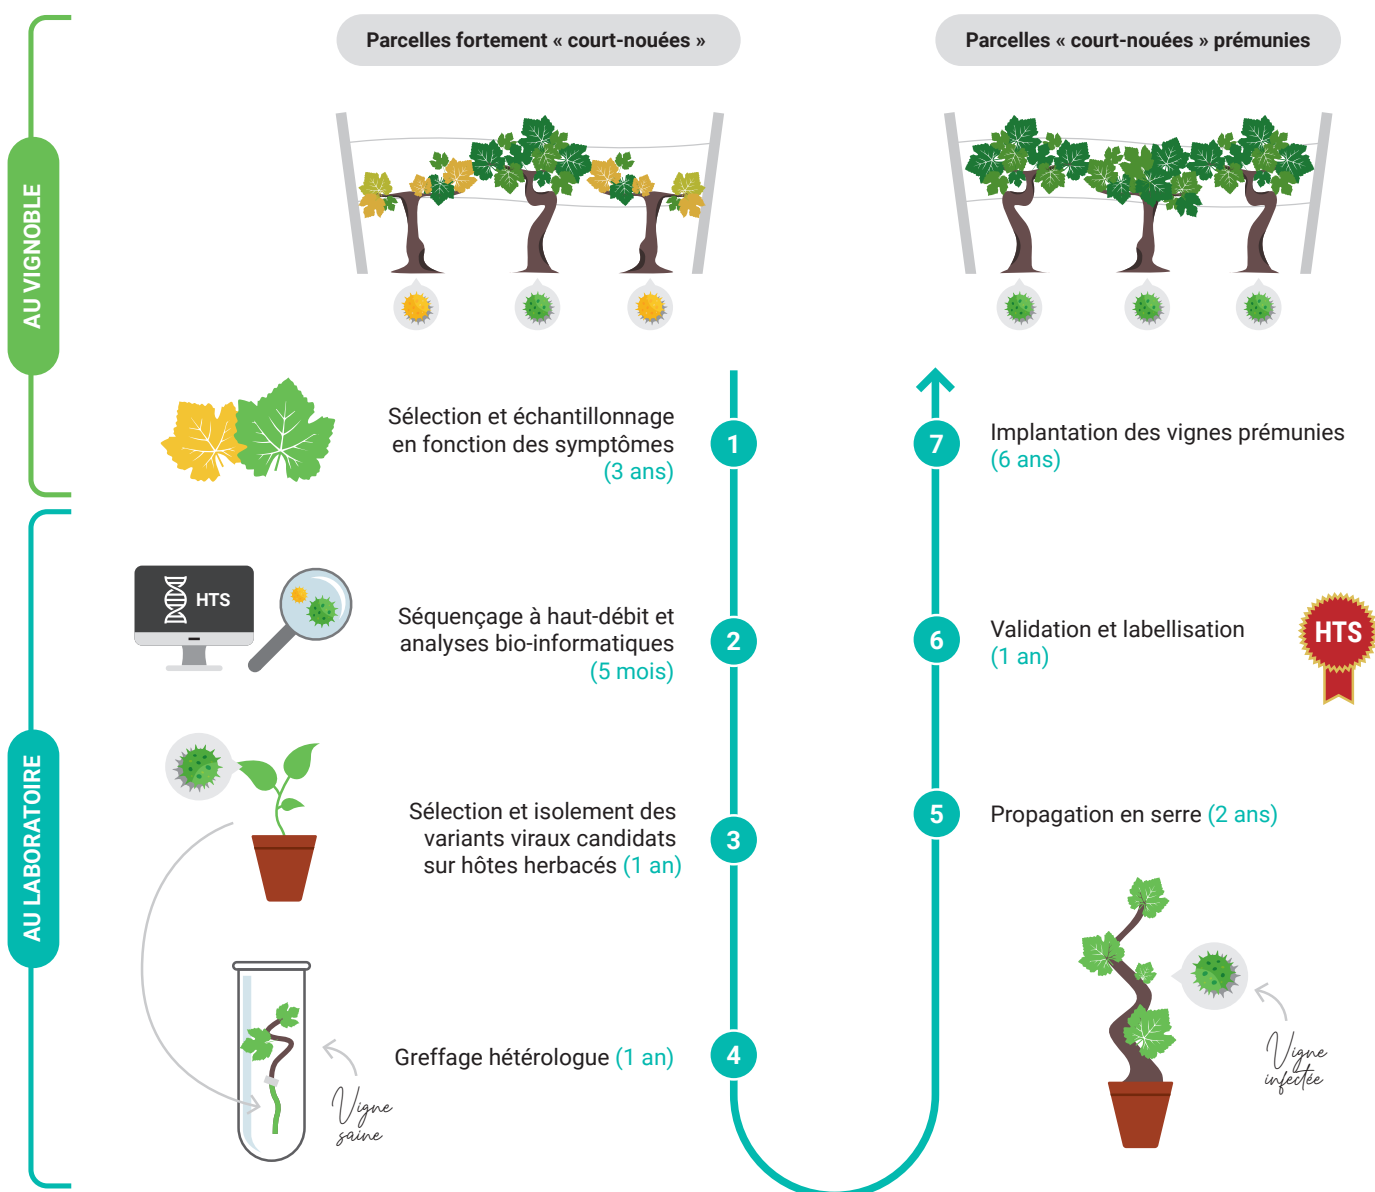 Parcelles fortement « court-nouées »
Parcelles « court-nouées » prémunies
AU VIGNOBLE
Sélection et échantillonnage
en fonction des symptômes
(3 ans)
1
7
Implantation des vignes prémunies
(6 ans)
AU LABORATOIRE
HTS
Séquençage à haut-débit et
analyses bio-informatiques
(5 mois)
2
6
Validation et labellisation
(1 an)
HTS
Sélection et isolement des
variants viraux candidats
sur hôtes herbacés (1 an)
3
5
Propagation en serre (2 ans)
Greffage hétérologue (1 an)
4
Vigne
saine
Vigne
infectée